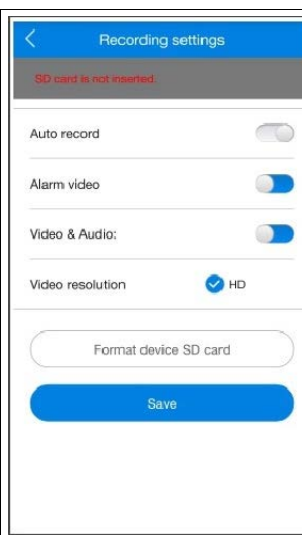 Recording settings
SD card is not inserted.
Auto record
Alarm video
Video & Audio:
Video resolution HD
Format device SD card
Save